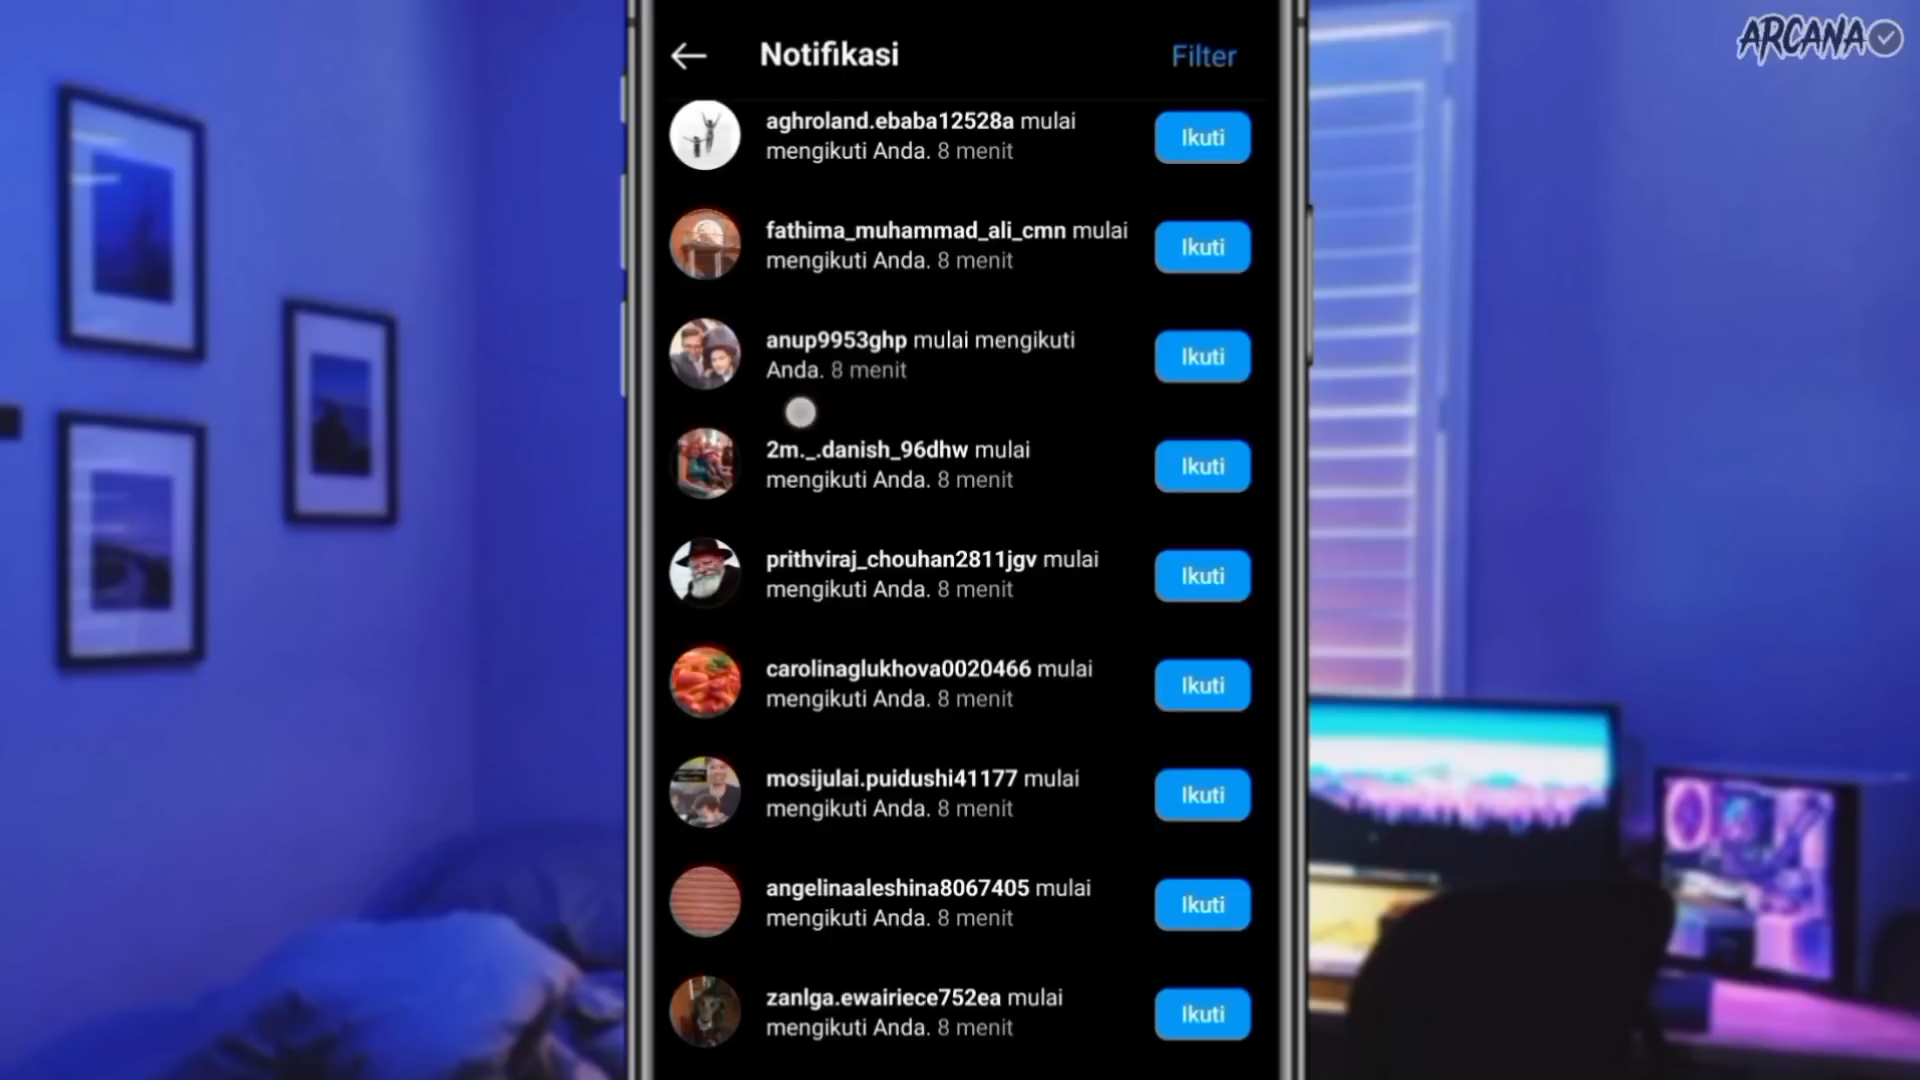 ARCANA
Notifikasi
Filter
aghroland.ebaba12528a mulai
mengikuti Anda. 8 menit
Ikuti
fathima_muhammad_ali_cmn mulai
mengikuti Anda. 8 menit
Ikuti
anup9953ghp mulai mengikuti
Anda. 8 menit
Ikuti
2m._.danish_96dhw mulai
mengikuti Anda. 8 menit
Ikuti
prithviraj_chouhan2811jgv mulai
mengikuti Anda. 8 menit
Ikuti
carolinaglukhova0020466 mulai
mengikuti Anda. 8 menit
Ikuti
mosijulai.puidushi41177 mulai
mengikuti Anda. 8 menit
Ikuti
angelinaaleshina8067405 mulai
mengikuti Anda. 8 menit
Ikuti
zanlga.ewairiece752ea mulai
mengikuti Anda. 8 menit
Ikuti